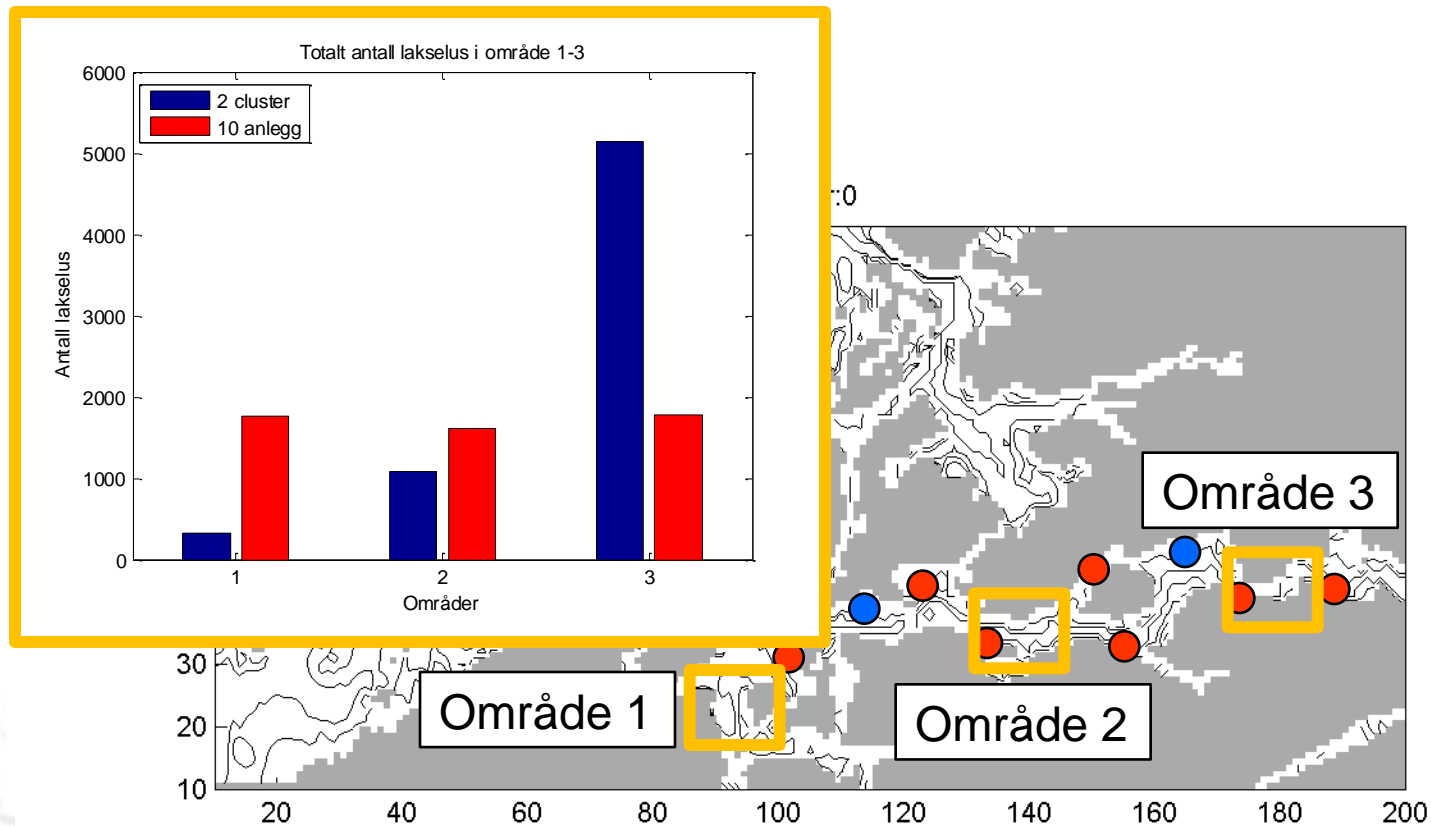 Totalt antall lakselus i område 1-3
6000
5000
4000
3000
2000
1000
0
Antall lakselus
2 cluster
10 anlegg
1 2 3
Områder
r:0
Område 3
Område 1
Område 2
30
20
10
20 40 60 80 100 120 140 160 180 200